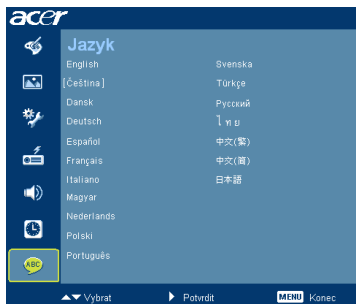 acer
Jazyk
English
[Čeština]
Dansk
Deutsch
Español
Français
Italiano
Magyar
Nederlands
Polski
Português
Svenska
Türkçe
Русский
ไทย
中文(繁)
中文(简)
日本語
ABC
Vybrat
Potvrdit
MENU Konec